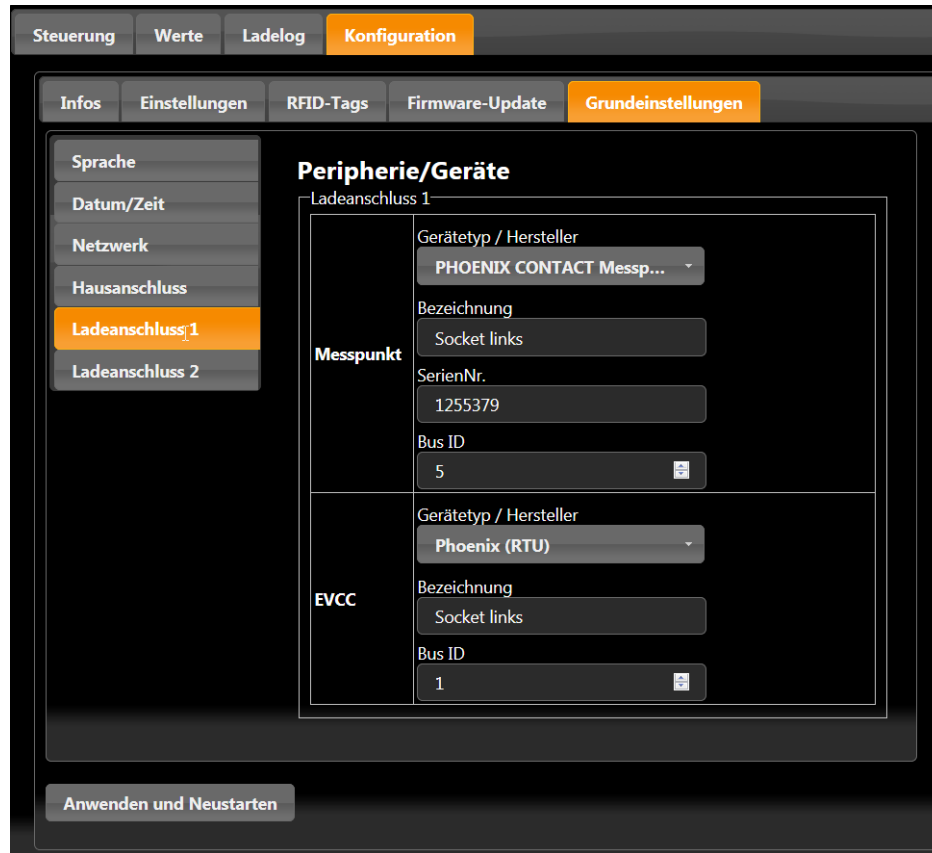 Steuerung Werte Ladelog Konfiguration
Infos Einstellungen RFID-Tags Firmware-Update Grundeinstellungen
Sprache
Datum/Zeit
Netzwerk
Hausanschluss
Ladeanschluss 1
Ladeanschluss 2
Peripherie/Geräte
Ladeanschluss 1
Messpunkt
Gerätetyp / Hersteller
PHOENIX CONTACT Messp...
Bezeichnung
Socket links
SerienNr.
1255379
Bus ID
5
EVCC
Gerätetyp / Hersteller
Phoenix (RTU)
Bezeichnung
Socket links
Bus ID
1
Anwenden und Neustarten